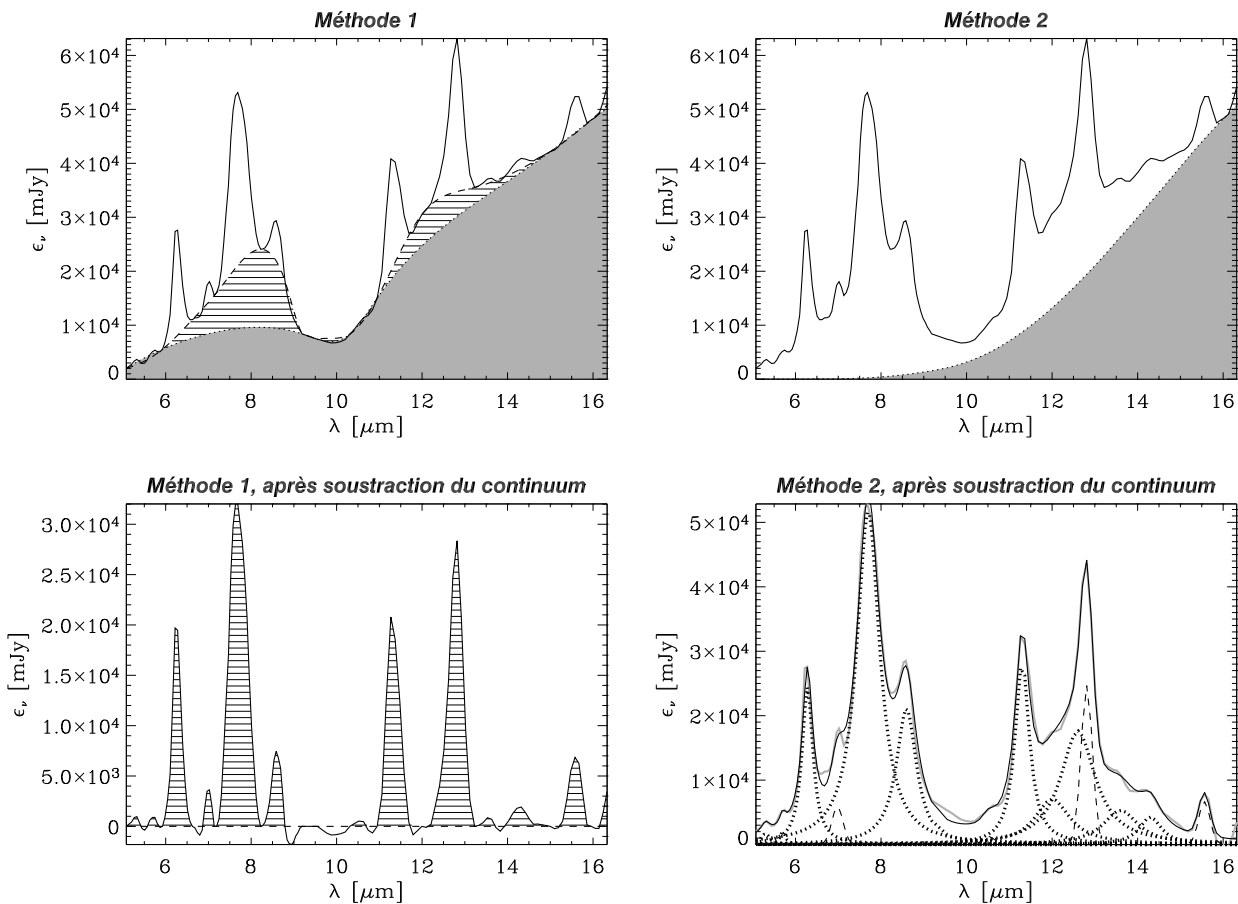 Méthode 1
6×10⁴
5×10⁴
4×10⁴
3×10⁴
2×10⁴
1×10⁴
0
ϵν [mJy]
6 8 10 12 14 16
λ [μm]
Méthode 2
6×10⁴
5×10⁴
4×10⁴
3×10⁴
2×10⁴
1×10⁴
0
ϵν [mJy]
6 8 10 12 14 16
λ [μm]
Méthode 1, après soustraction du continuum
3.0×10⁴
2.5×10⁴
2.0×10⁴
1.5×10⁴
1.0×10⁴
5.0×10³
0
ϵν [mJy]
6 8 10 12 14 16
λ [μm]
Méthode 2, après soustraction du continuum
5×10⁴
4×10⁴
3×10⁴
2×10⁴
1×10⁴
0
ϵν [mJy]
6 8 10 12 14 16
λ [μm]